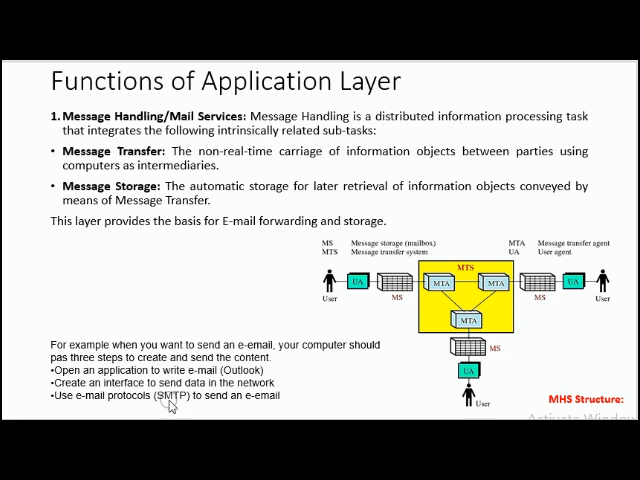 Functions of Application Layer
1. Message Handling/Mail Services: Message Handling is a distributed information processing task
that integrates the following intrinsically related sub-tasks:
• Message Transfer: The non-real-time carriage of information objects between parties using
computers as intermediaries.
• Message Storage: The automatic storage for later retrieval of information objects conveyed by
means of Message Transfer.
This layer provides the basis for E-mail forwarding and storage.
MS Message storage (mailbox) MTA Message transfer agent
MTS Message transfer system UA User agent
MTS
UA MTA MTA UA
User MS MS User
MTA
MS
UA
User
For example when you want to send an e-email, your computer should
pas three steps to create and send the content.
•Open an application to write e-mail (Outlook)
•Create an interface to send data in the network
•Use e-mail protocols (SMTP) to send an e-email
MHS Structure:
Activate Window